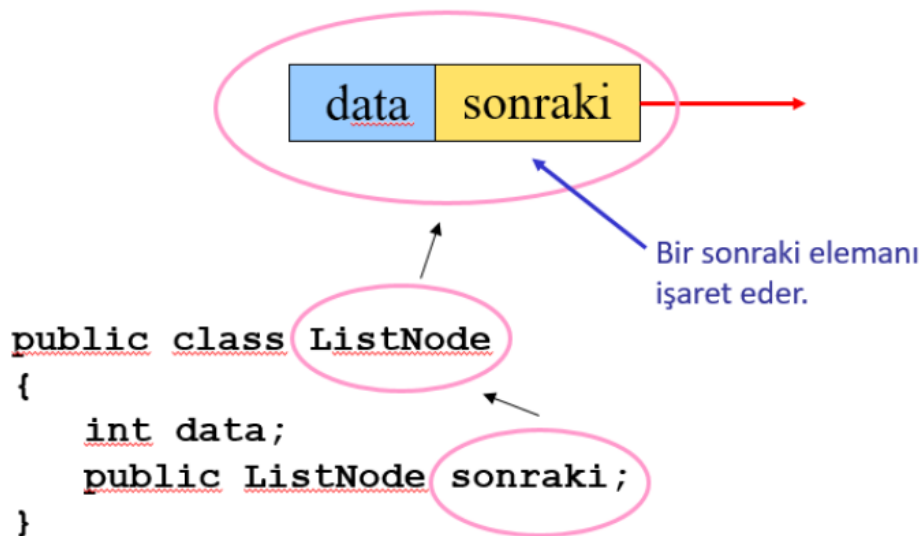 data sonraki
Bir sonraki elemanı
işaret eder.
public class ListNode
{
int data;
public ListNode sonraki;
}